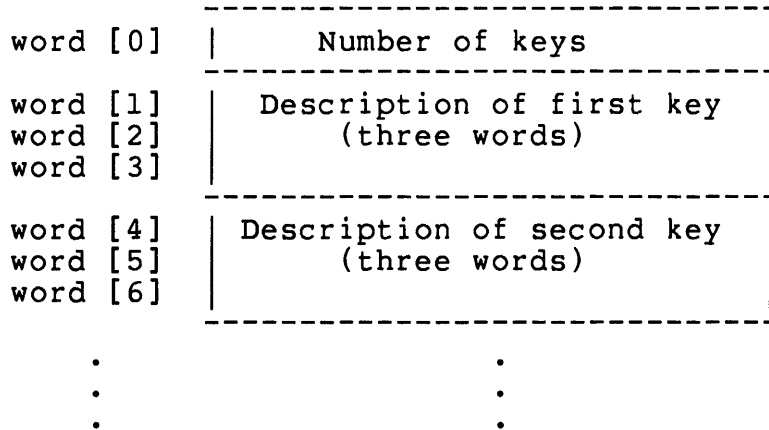 word [0] | Number of keys
word [1] | Description of first key
word [2] | (three words)
word [3] |
word [4] | Description of second key
word [5] | (three words)
word [6] |
. .
. .
. .